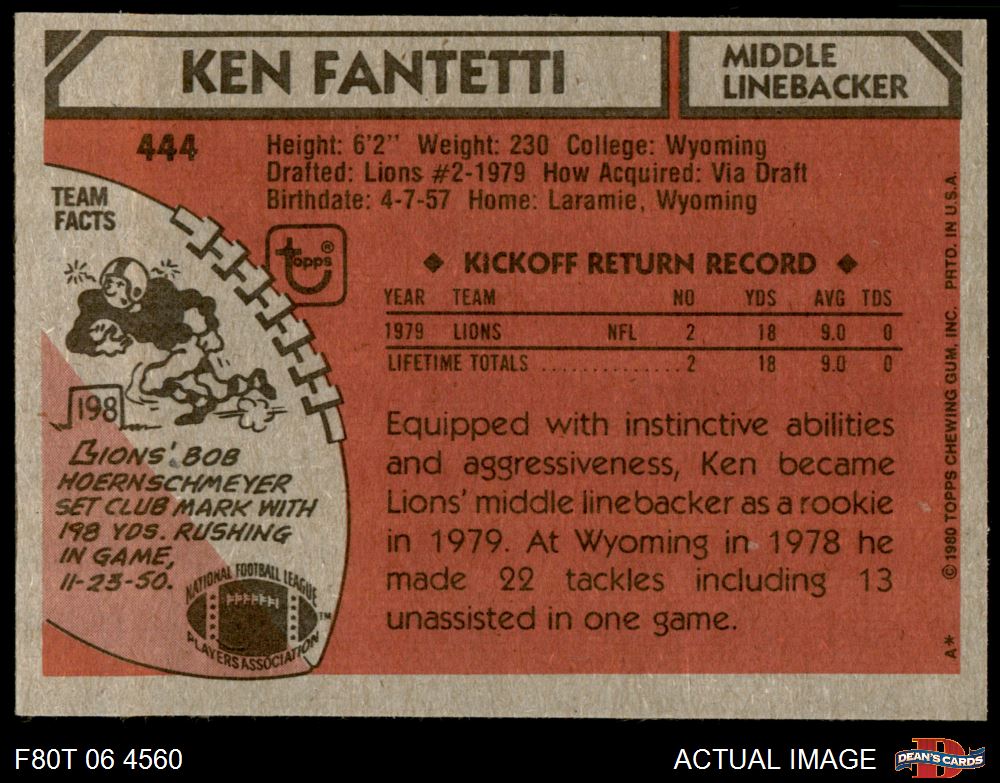 KEN FANTETTI
MIDDLE
LINEBACKER
444
Height: 6'2" Weight: 230 College: Wyoming
Drafted: Lions #2-1979 How Acquired: Via Draft
Birthdate: 4-7-57 Home: Laramie, Wyoming
TEAM
FACTS
topps®
◆ KICKOFF RETURN RECORD ◆
YEAR TEAM NO YDS AVG TDS
1979 LIONS NFL 2 18 9.0 0
LIFETIME TOTALS .............. 2 18 9.0 0
198
LIONS' BOB
HOERNSCHMEYER
SET CLUB MARK WITH
198 YDS. RUSHING
IN GAME,
11-23-50.
NATIONAL FOOTBALL LEAGUE
PLAYERS ASSOCIATION
TM
Equipped with instinctive abilities
and aggressiveness, Ken became
Lions' middle linebacker as a rookie
in 1979. At Wyoming in 1978 he
made 22 tackles including 13
unassisted in one game.
A* © 1980 TOPPS CHEWING GUM, INC. PRTD. IN U.S.A.
F80T 06 4560
ACTUAL IMAGE
D
DEAN'S CARDS